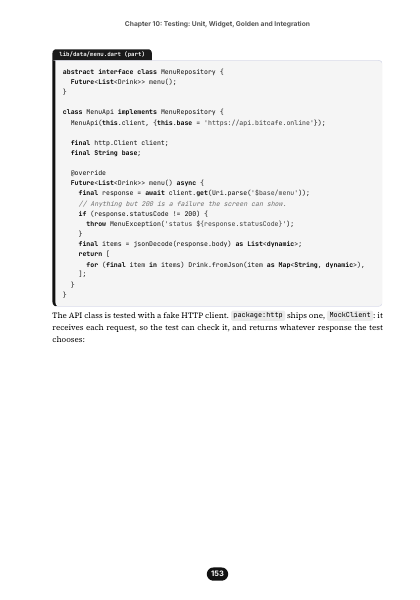 Chapter 10: Testing: Unit, Widget, Golden and Integration
lib/data/menu.dart (part)
abstract interface class MenuRepository {
  Future<List<Drink>> menu();
}

class MenuApi implements MenuRepository {
  MenuApi(this.client, {this.base = 'https://api.bitcafe.online'});

  final http.Client client;
  final String base;

  @override
  Future<List<Drink>> menu() async {
    final response = await client.get(Uri.parse('$base/menu'));
    // Anything but 200 is a failure the screen can show.
    if (response.statusCode != 200) {
      throw MenuException('status ${response.statusCode}');
    }
    final items = jsonDecode(response.body) as List<dynamic>;
    return [
      for (final item in items) Drink.fromJson(item as Map<String, dynamic>),
    ];
  }
}
The API class is tested with a fake HTTP client. package:http ships one, MockClient: it
receives each request, so the test can check it, and returns whatever response the test
chooses:
153